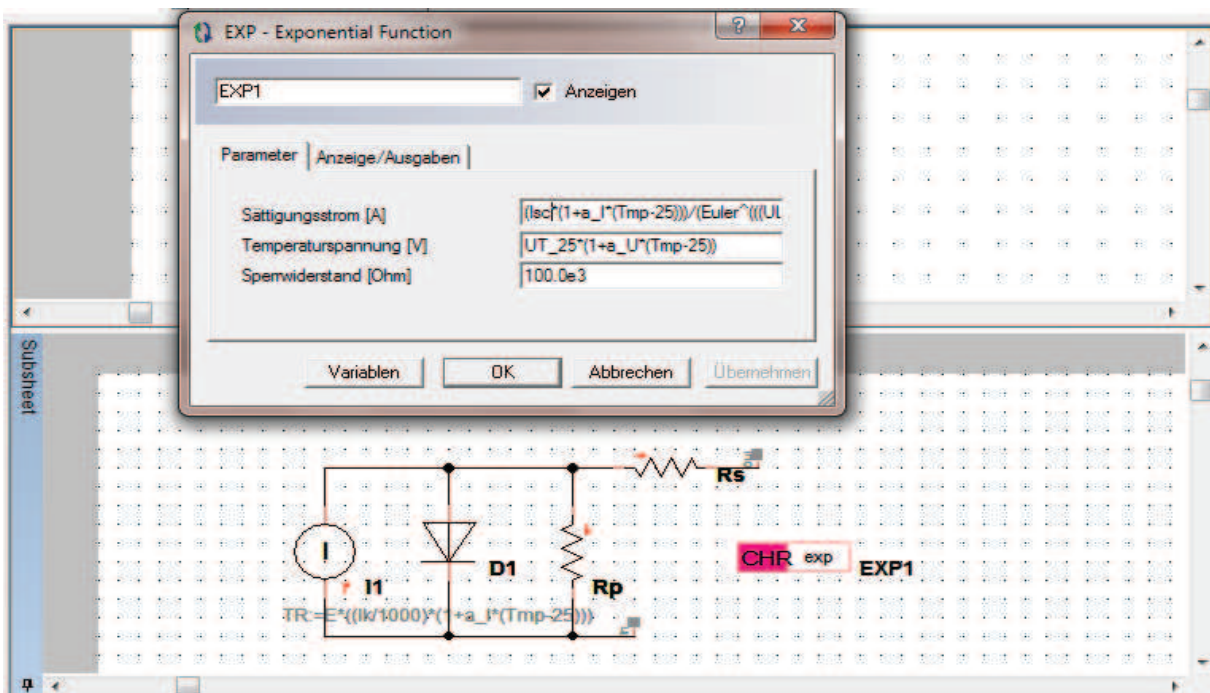 EXP - Exponential Function
EXP1
Anzeigen
Parameter
Anzeige/Ausgaben
Sättigungsstrom [A]
(Isc*(1+a_I*(Tmp-25)))/(Euler^(((UL
Temperaturspannung [V]
UT_25*(1+a_U*(Tmp-25))
Sperrwiderstand [Ohm]
100.0e3
Variablen
OK
Abbrechen
Übernehmen
Subsheet
Rs
I
D1
I1
Rp
CHR exp
EXP1
TR:=E*((Ik/1000)*(1+a_I*(Tmp-25)))